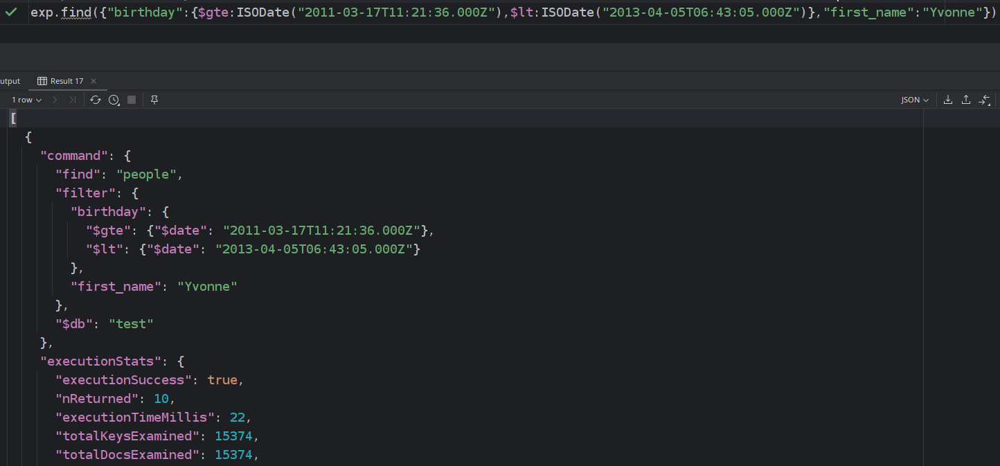 exp.find({"birthday":{$gte:ISODate("2011-03-17T11:21:36.000Z"),$lt:ISODate("2013-04-05T06:43:05.000Z")},"first_name":"Yvonne"})
utput Result 17
1 row JSON
[
{
"command": {
"find": "people",
"filter": {
"birthday": {
"$gte": {"$date": "2011-03-17T11:21:36.000Z"},
"$lt": {"$date": "2013-04-05T06:43:05.000Z"}
},
"first_name": "Yvonne"
},
"$db": "test"
},
"executionStats": {
"executionSuccess": true,
"nReturned": 10,
"executionTimeMillis": 22,
"totalKeysExamined": 15374,
"totalDocsExamined": 15374,